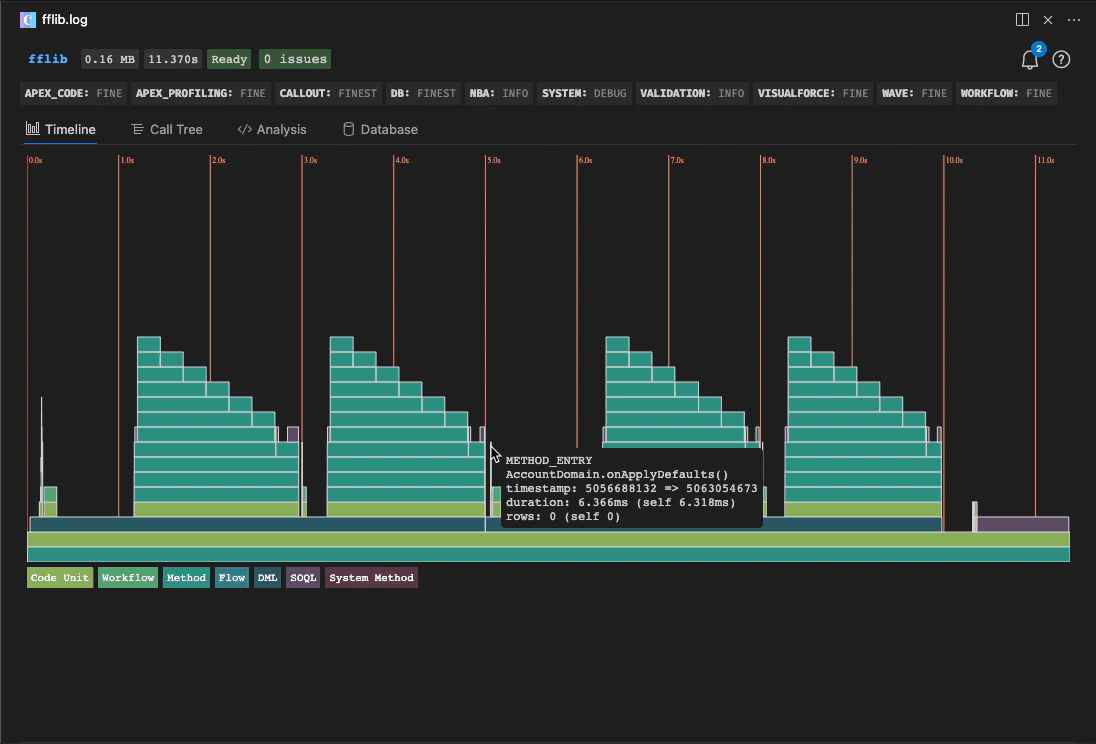 fflib.log
fflib 0.16 MB 11.370s Ready 0 issues 2
APEX_CODE: FINE APEX_PROFILING: FINE CALLOUT: FINEST DB: FINEST NBA: INFO SYSTEM: DEBUG VALIDATION: INFO VISUALFORCE: FINE WAVE: FINE WORKFLOW: FINE
Timeline Call Tree Analysis Database
0.0s 1.0s 2.0s 3.0s 4.0s 5.0s 6.0s 7.0s 8.0s 9.0s 10.0s 11.0s
METHOD_ENTRY
AccountDomain.onApplyDefaults()
timestamp: 5056688132 => 5063054673
duration: 6.366ms (self 6.318ms)
rows: 0 (self 0)
Code Unit Workflow Method Flow DML SOQL System Method